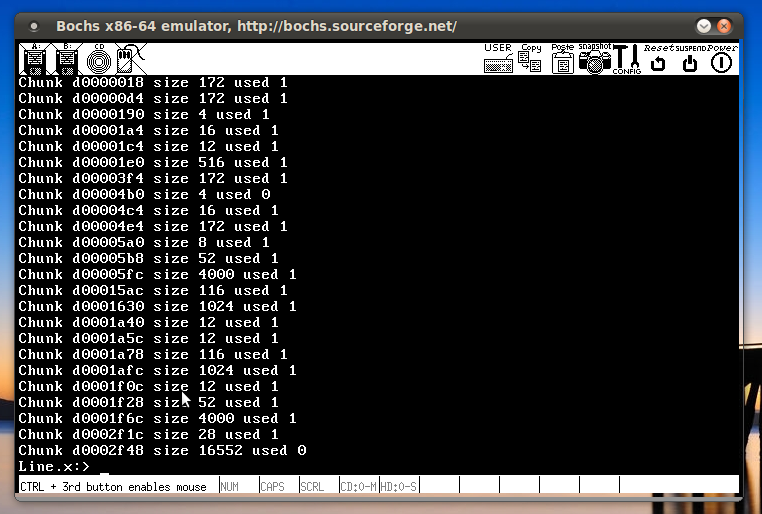 Bochs x86-64 emulator, http://bochs.sourceforge.net/
A: B: CD USER Copy Paste snapshot CONFIG Reset SUSPEND Power
Chunk d0000018 size 172 used 1
Chunk d00000d4 size 172 used 1
Chunk d0000190 size 4 used 1
Chunk d00001a4 size 16 used 1
Chunk d00001c4 size 12 used 1
Chunk d00001e0 size 516 used 1
Chunk d00003f4 size 172 used 1
Chunk d00004b0 size 4 used 0
Chunk d00004c4 size 16 used 1
Chunk d00004e4 size 172 used 1
Chunk d00005a0 size 8 used 1
Chunk d00005b8 size 52 used 1
Chunk d00005fc size 4000 used 1
Chunk d00015ac size 116 used 1
Chunk d0001630 size 1024 used 1
Chunk d0001a40 size 12 used 1
Chunk d0001a5c size 12 used 1
Chunk d0001a78 size 116 used 1
Chunk d0001afc size 1024 used 1
Chunk d0001f0c size 12 used 1
Chunk d0001f28 size 52 used 1
Chunk d0001f6c size 4000 used 1
Chunk d0002f1c size 28 used 1
Chunk d0002f48 size 16552 used 0
Line.x:> _
CTRL + 3rd button enables mouse NUM CAPS SCRL CD:0-M HD:0-S